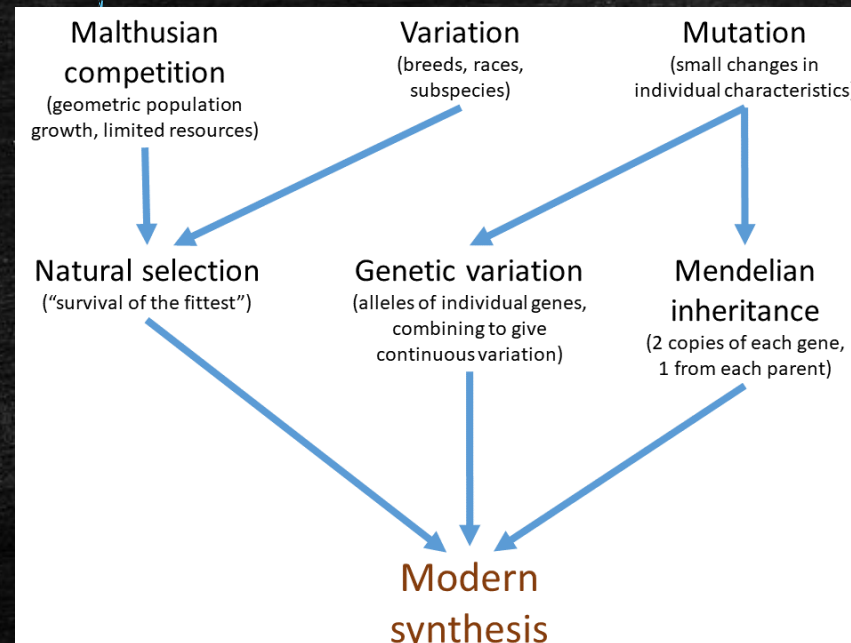 Malthusian
competition
(geometric population
growth, limited resources)
Variation
(breeds, races,
subspecies)
Mutation
(small changes in
individual characteristics)
Natural selection
(“survival of the fittest”)
Genetic variation
(alleles of individual genes,
combining to give
continuous variation)
Mendelian
inheritance
(2 copies of each gene,
1 from each parent)
Modern
synthesis